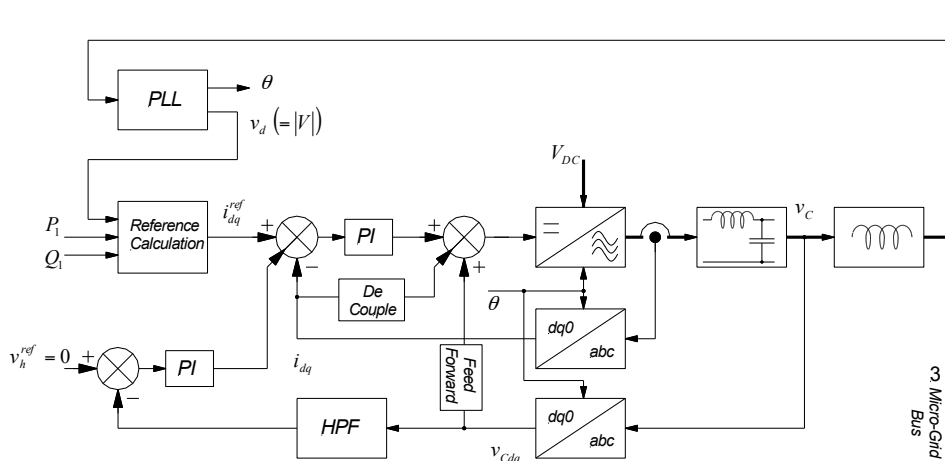 PLL
θ
v_d (=|V|)
V_DC
P_1
Q_1
Reference
Calculation
i_dq^ref
+
−
PI
+
+
−
v_C
De
Couple
θ
dq0
abc
i_dq
Feed
Forward
v_h^ref = 0
+
−
PI
HPF
v_Cdq
dq0
abc
3 Micro-Grid
Bus